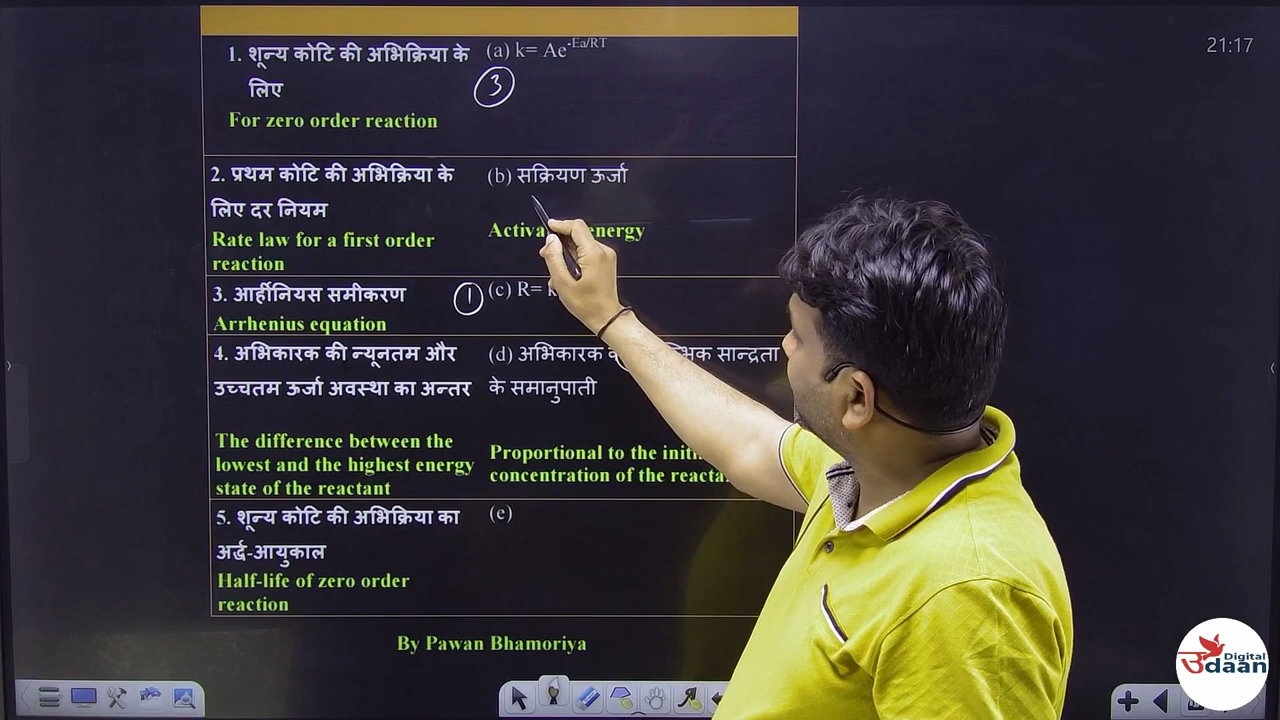 21:17
1. शून्य कोटि की अभिक्रिया के
लिए
For zero order reaction
(a) k= Ae^-Ea/RT
3
2. प्रथम कोटि की अभिक्रिया के
लिए दर नियम
Rate law for a first order
reaction
(b) सक्रियण ऊर्जा
energy
3. आर्हीनियस समीकरण
Arrhenius equation
1
(c) R=
4. अभिकारक की न्यूनतम और
उच्चतम ऊर्जा अवस्था का अन्तर
The difference between the
lowest and the highest energy
state of the reactant
(d) अभिकारक सान्द्रता
के समानुपाती
Proportional to the
concentration of the
5. शून्य कोटि की अभिक्रिया का
अर्द्ध-आयुकाल
Half-life of zero order
reaction
(e)
By Pawan Bhamoriya
Digital
उdaan